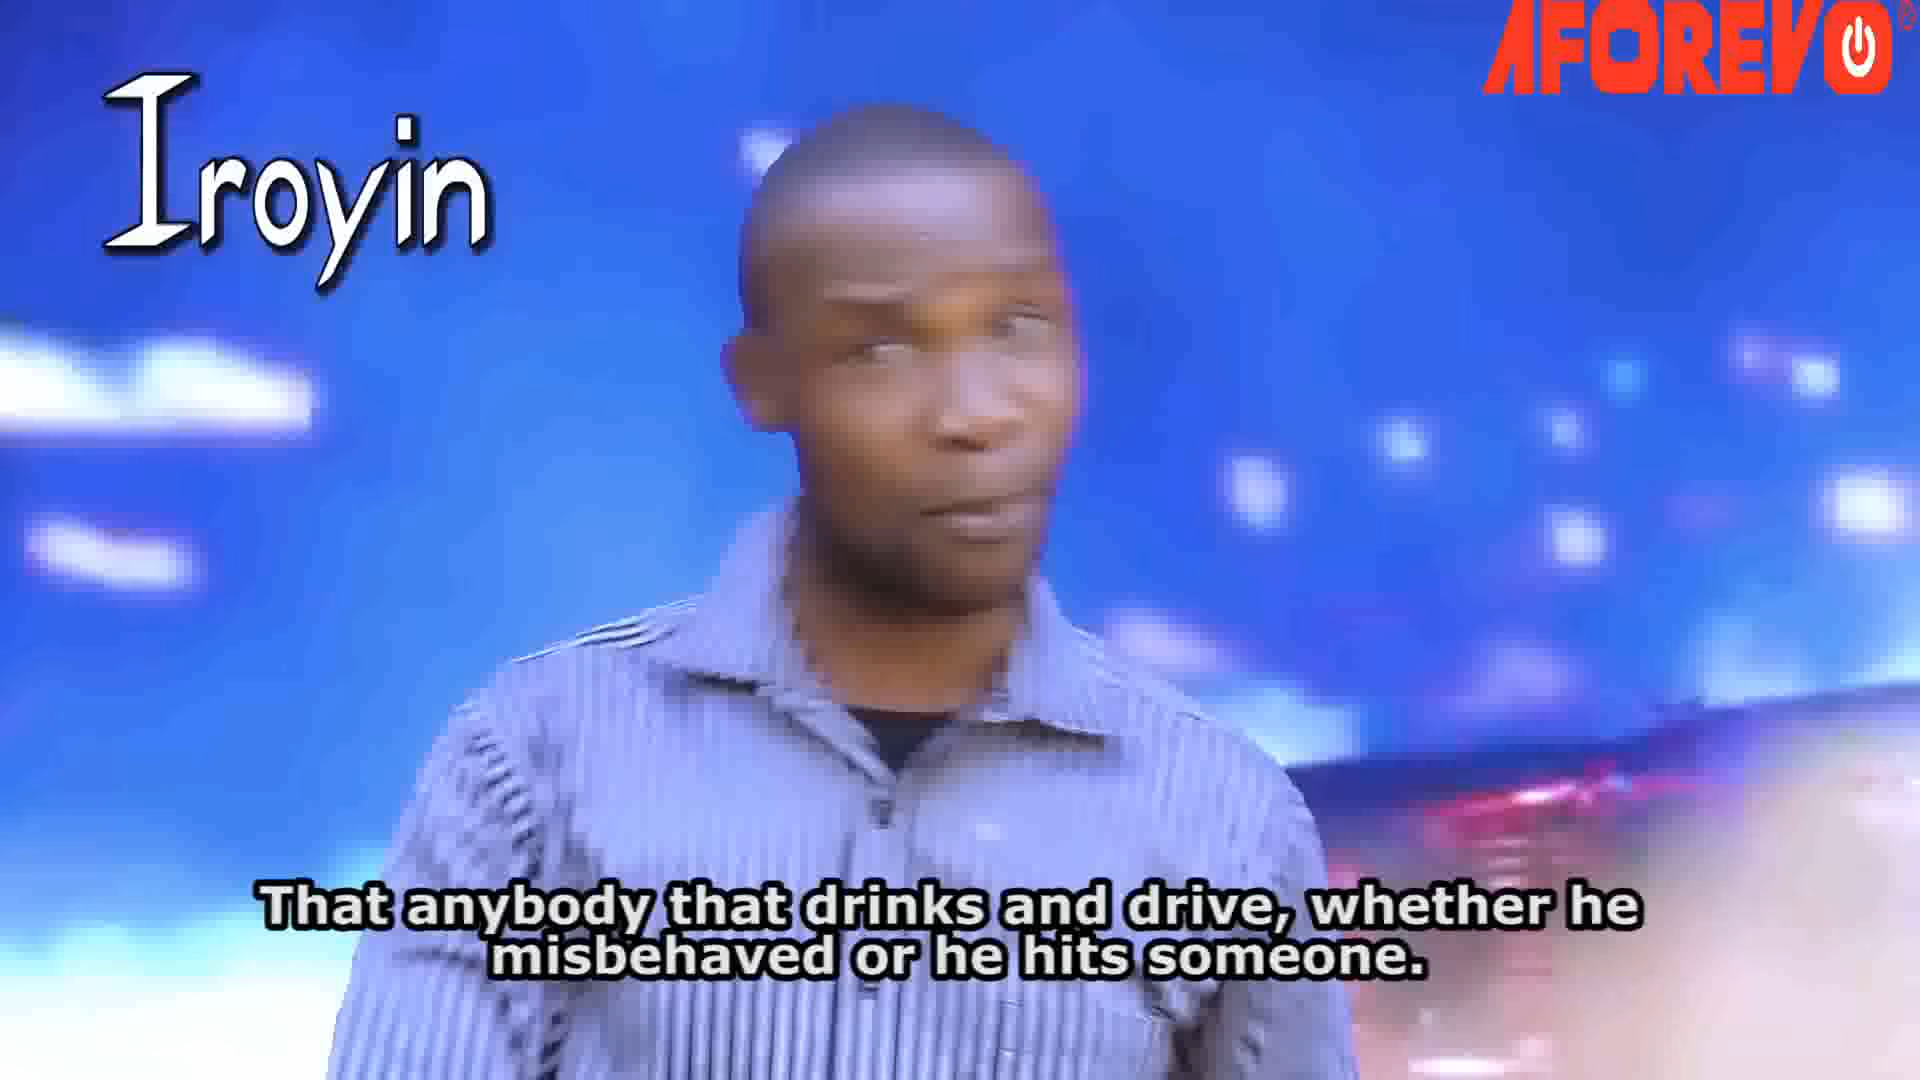 AFOREVO
Iroyin
That anybody that drinks and drive, whether he
misbehaved or he hits someone.